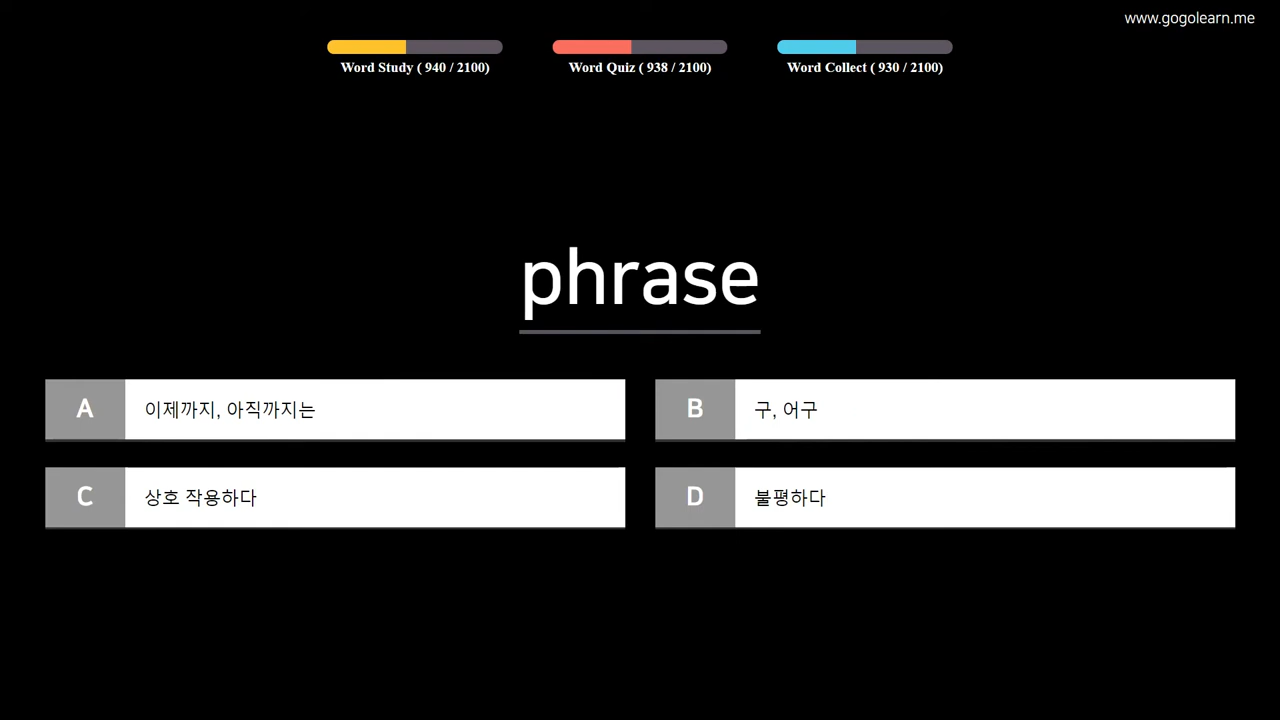 www.gogolearn.me
Word Study ( 940 / 2100)
Word Quiz ( 938 / 2100)
Word Collect ( 930 / 2100)
phrase
A 이제까지, 아직까지는
B 구, 어구
C 상호 작용하다
D 불평하다